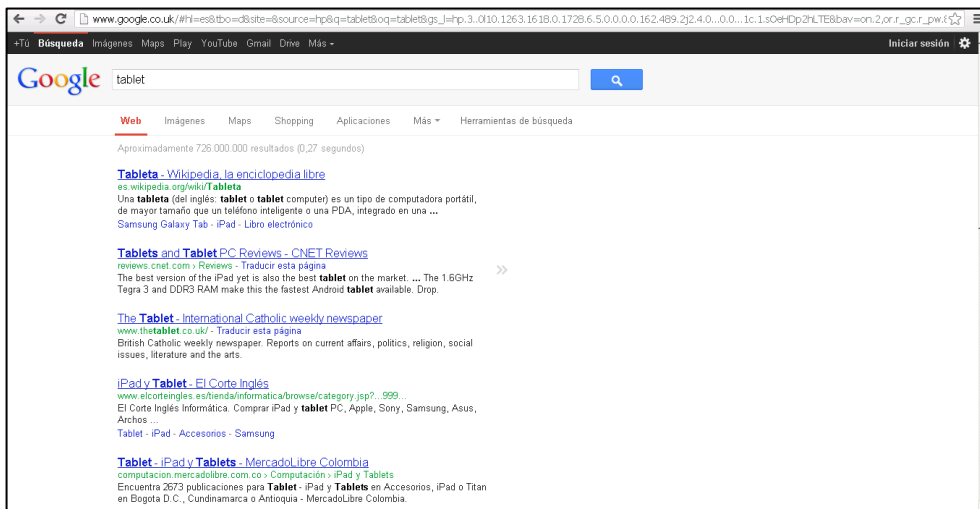 www.google.co.uk/#hl=es&tbo=d&site=&source=hp&q=tablet&oq=tablet&gs_l=hp.3..0l10.1263.1618.0.1728.6.5.0.0.0.0.162.489.2j2.4.0...0.0...1c.1.sOeHDp2hLTE&bav=on.2,or.r_gc.r_pw.
+Tú Búsqueda Imágenes Maps Play YouTube Gmail Drive Más Iniciar sesión
Google tablet
Web Imágenes Maps Shopping Aplicaciones Más Herramientas de búsqueda
Aproximadamente 726.000.000 resultados (0,27 segundos)
Tableta - Wikipedia, la enciclopedia libre
es.wikipedia.org/wiki/Tableta
Una tableta (del inglés: tablet o tablet computer) es un tipo de computadora portátil,
de mayor tamaño que un teléfono inteligente o una PDA, integrado en una ...
Samsung Galaxy Tab - iPad - Libro electrónico
Tablets and Tablet PC Reviews - CNET Reviews
reviews.cnet.com › Reviews - Traducir esta página
The best version of the iPad yet is also the best tablet on the market. ... The 1.6GHz
Tegra 3 and DDR3 RAM make this the fastest Android tablet available. Drop.
The Tablet - International Catholic weekly newspaper
www.thetablet.co.uk/ - Traducir esta página
British Catholic weekly newspaper. Reports on current affairs, politics, religion, social
issues, literature and the arts.
iPad y Tablet - El Corte Inglés
www.elcorteingles.es/tienda/informatica/browse/category.jsp?...999...
El Corte Inglés Informática. Comprar iPad y tablet PC, Apple, Sony, Samsung, Asus,
Archos ...
Tablet - iPad - Accesorios - Samsung
Tablet - iPad y Tablets - MercadoLibre Colombia
computacion.mercadolibre.com.co › Computación › iPad y Tablets
Encuentra 2673 publicaciones para Tablet - iPad y Tablets en Accesorios, iPad o Titan
en Bogota D.C., Cundinamarca o Antioquia - MercadoLibre Colombia.